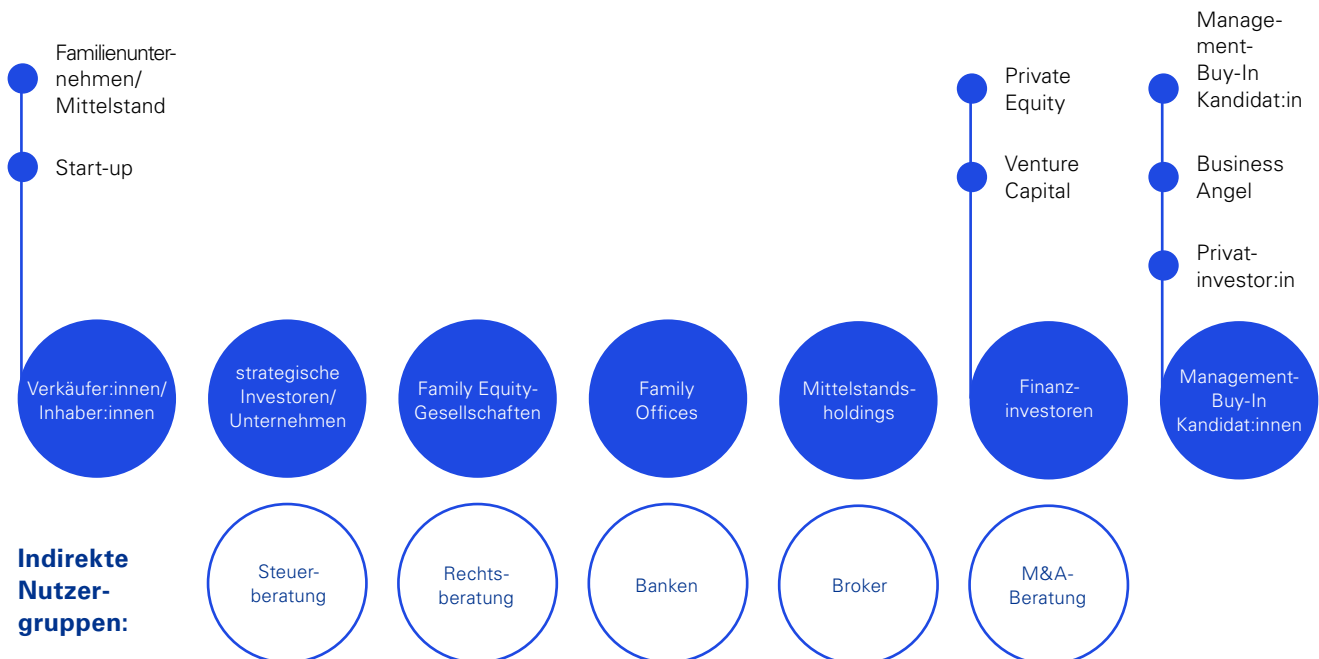 Familienunter-
nehmen/
Mittelstand
Start-up
Private
Equity
Venture
Capital
Manage-
ment-
Buy-In
Kandidat:in
Business
Angel
Privat-
investor:in
Verkäufer:innen/
Inhaber:innen
strategische
Investoren/
Unternehmen
Family Equity-
Gesellschaften
Family
Offices
Mittelstands-
holdings
Finanz-
investoren
Management-
Buy-In
Kandidat:innen
Indirekte
Nutzer-
gruppen:
Steuer-
beratung
Rechts-
beratung
Banken
Broker
M&A-
Beratung